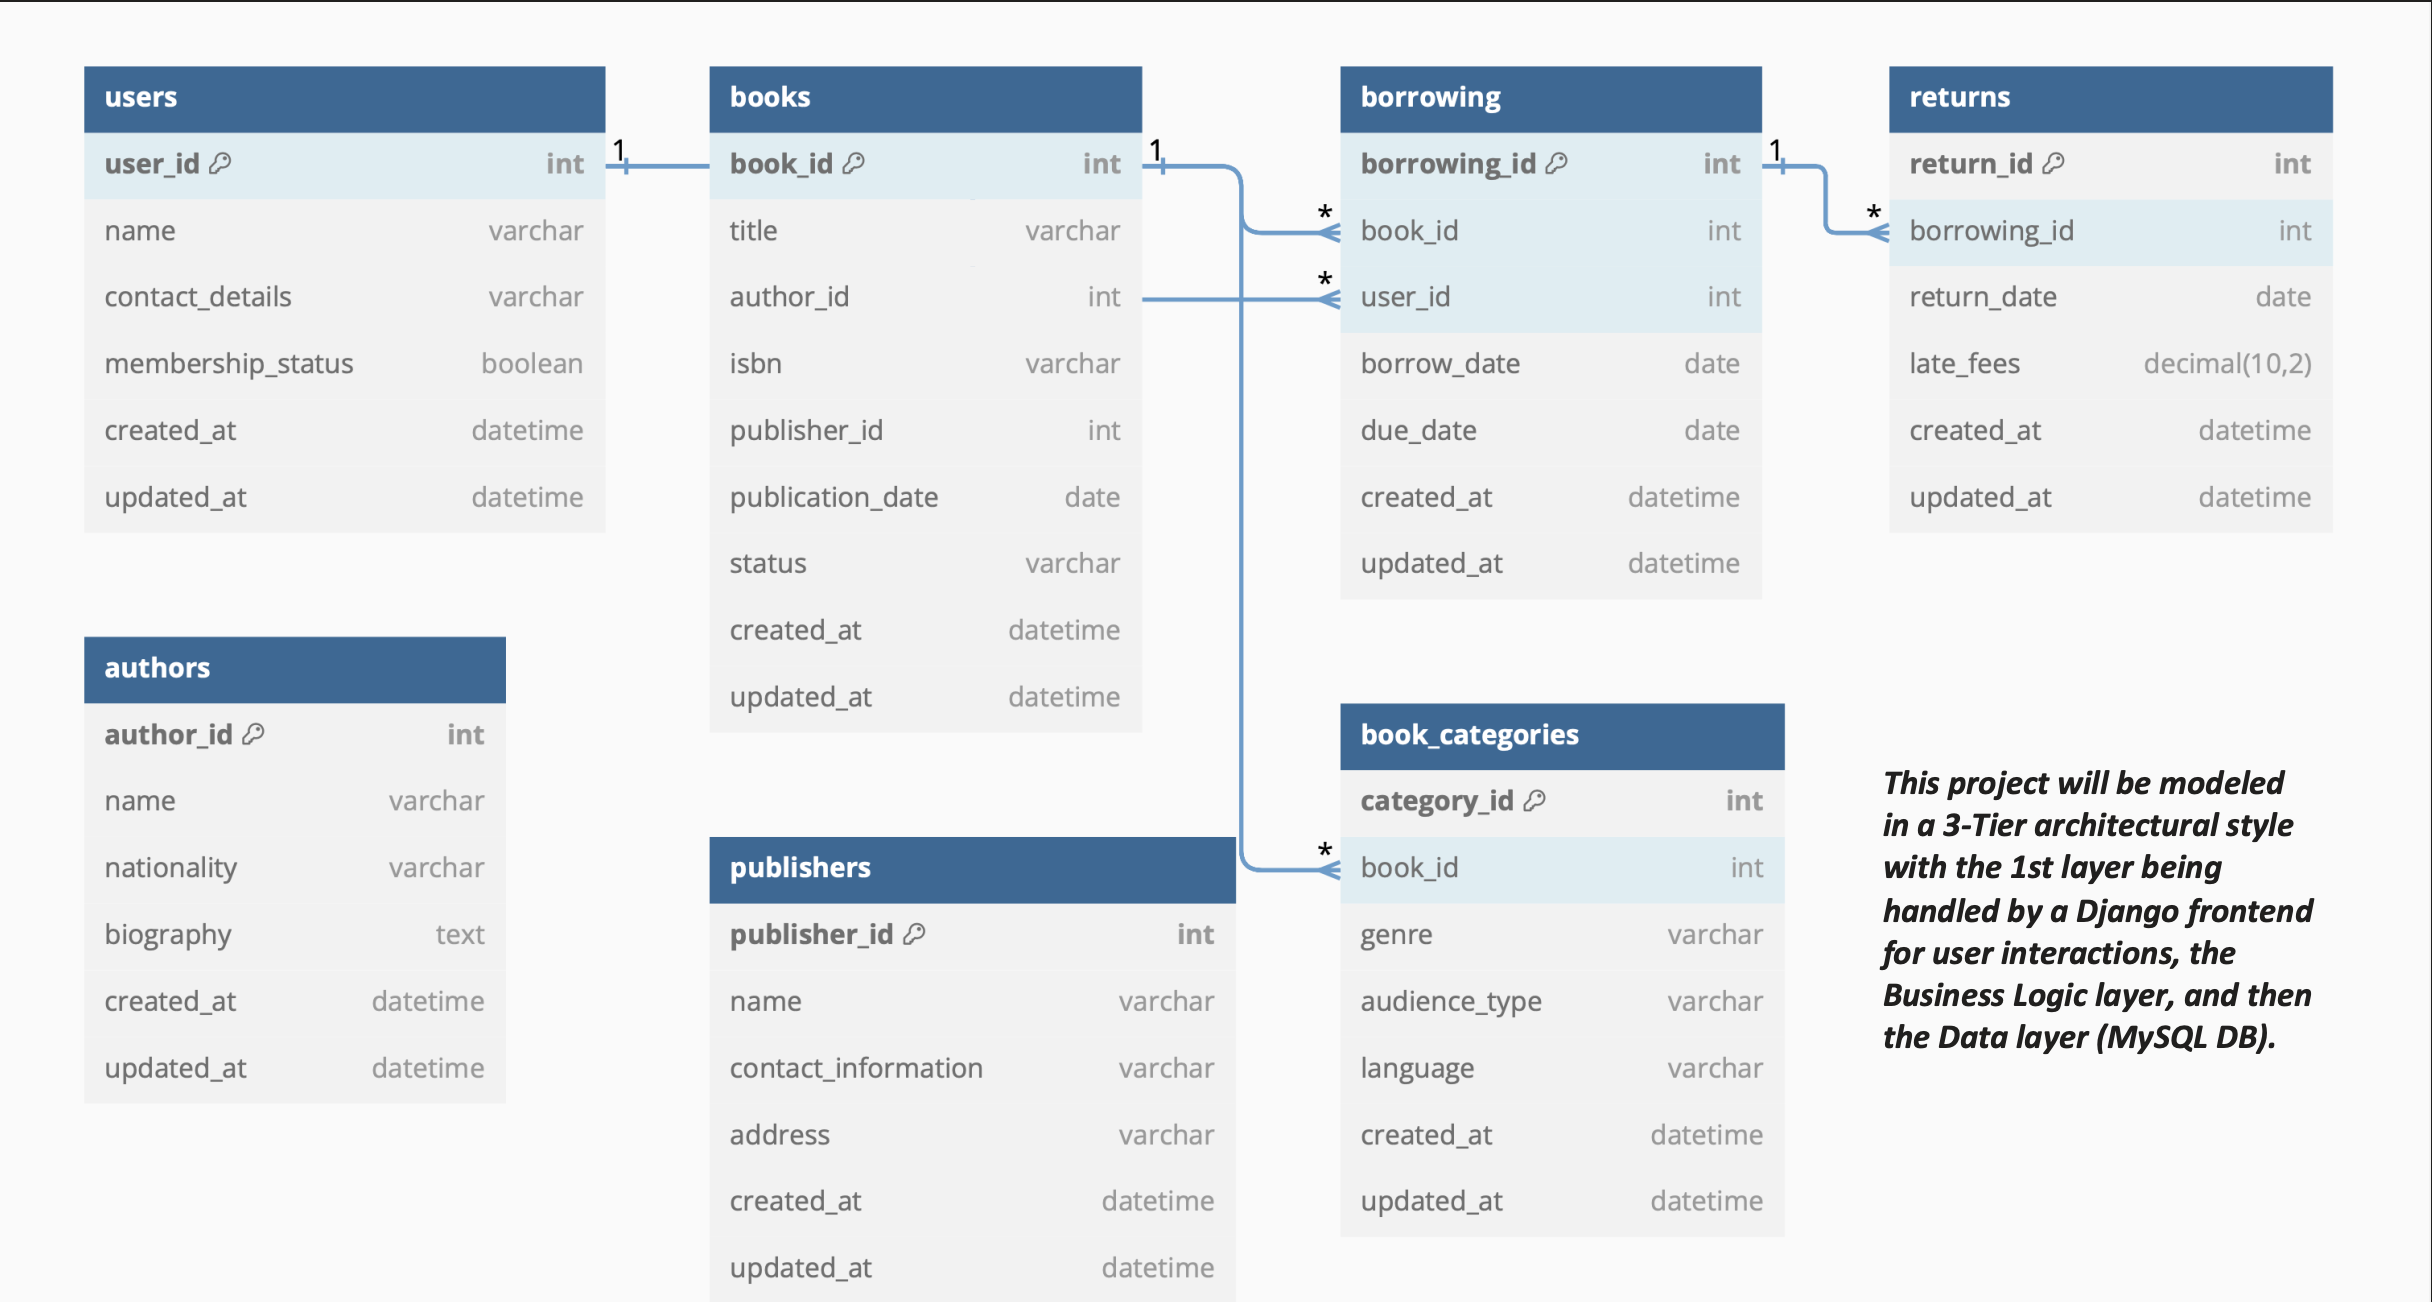 users
user_id int
name varchar
contact_details varchar
membership_status boolean
created_at datetime
updated_at datetime
1
books
book_id int
title varchar
author_id int
isbn varchar
publisher_id int
publication_date date
status varchar
created_at datetime
updated_at datetime
1
*
*
*
borrowing
borrowing_id int
book_id int
user_id int
borrow_date date
due_date date
created_at datetime
updated_at datetime
1
*
returns
return_id int
borrowing_id int
return_date date
late_fees decimal(10,2)
created_at datetime
updated_at datetime
authors
author_id int
name varchar
nationality varchar
biography text
created_at datetime
updated_at datetime
publishers
publisher_id int
name varchar
contact_information varchar
address varchar
created_at datetime
updated_at datetime
book_categories
category_id int
book_id int
genre varchar
audience_type varchar
language varchar
created_at datetime
updated_at datetime
This project will be modeled
in a 3-Tier architectural style
with the 1st layer being
handled by a Django frontend
for user interactions, the
Business Logic layer, and then
the Data layer (MySQL DB).